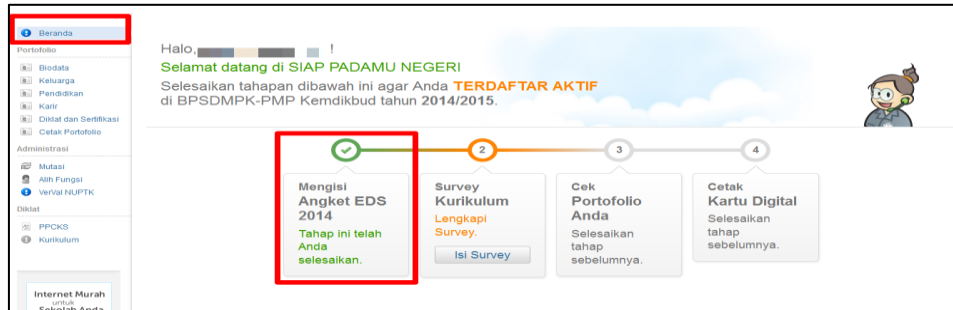 Beranda
Portofolio
Biodata
Keluarga
Pendidikan
Karir
Diklat dan Sertifikasi
Cetak Portofolio
Administrasi
Mutasi
Alih Fungsi
VerVal NUPTK
Diklat
PPCKS
Kurikulum
Internet Murah
untuk
Sekolah Anda
Halo, !
Selamat datang di SIAP PADAMU NEGERI
Selesaikan tahapan dibawah ini agar Anda TERDAFTAR AKTIF
di BPSDMPK-PMP Kemdikbud tahun 2014/2015.
Mengisi
Angket EDS
2014
Tahap ini telah
Anda
selesaikan.
2
Survey
Kurikulum
Lengkapi
Survey.
Isi Survey
3
Cek
Portofolio
Anda
Selesaikan
tahap
sebelumnya.
4
Cetak
Kartu Digital
Selesaikan
tahap
sebelumnya.